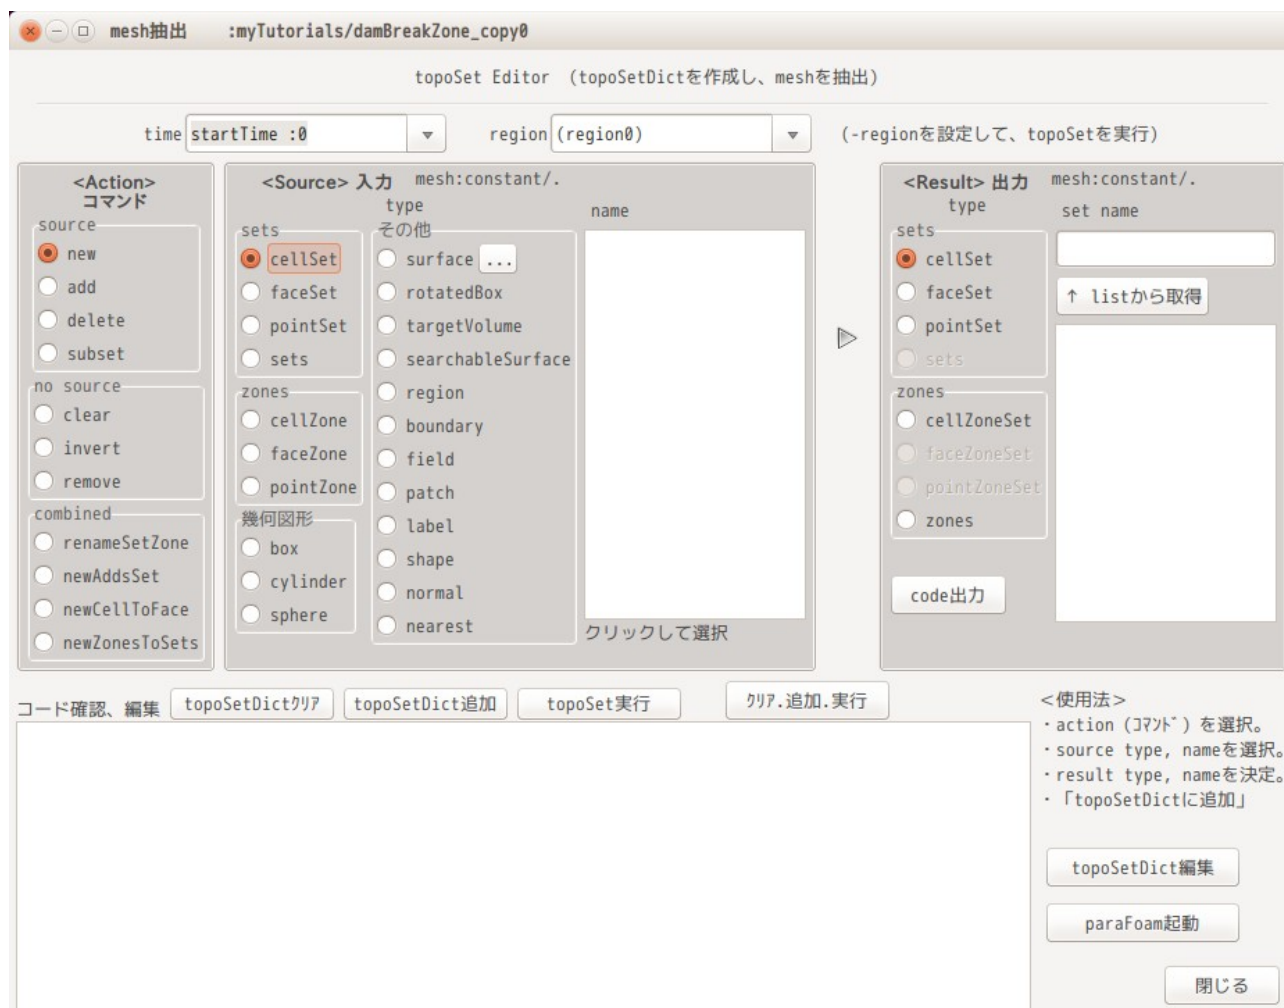 mesh抽出 :myTutorials/damBreakZone_copy0
topoSet Editor (topoSetDictを作成し、meshを抽出)
time startTime :0 region (region0) (-regionを設定して、topoSetを実行)
<Action>
コマンド
source
new
add
delete
subset
no source
clear
invert
remove
combined
renameSetZone
newAddsSet
newCellToFace
newZonesToSets
<Source> 入力 mesh:constant/.
type
sets
cellSet
faceSet
pointSet
sets
zones
cellZone
faceZone
pointZone
幾何図形
box
cylinder
sphere
その他
surface ...
rotatedBox
targetVolume
searchableSurface
region
boundary
field
patch
label
shape
normal
nearest
name
クリックして選択
<Result> 出力 mesh:constant/.
type
sets
cellSet
faceSet
pointSet
sets
zones
cellZoneSet
faceZoneSet
pointZoneSet
zones
code出力
set name
↑ listから取得
コード確認、編集 topoSetDictｸﾘｱ topoSetDict追加 topoSet実行 ｸﾘｱ.追加.実行
<使用法>
・action (ｺﾏﾝﾄﾞ) を選択。
・source type, nameを選択。
・result type, nameを決定。
・「topoSetDictに追加」
topoSetDict編集
paraFoam起動
閉じる